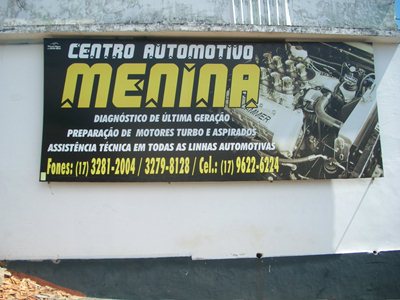 CENTRO AUTOMOTIVO
MENINA
DIAGNÓSTICO DE ÚLTIMA GERAÇÃO
PREPARAÇÃO DE MOTORES TURBO E ASPIRADOS
ASSISTÊNCIA TÉCNICA EM TODAS AS LINHAS AUTOMOTIVAS
Fones: (17) 3281-2004 / 3279-8128 / Cel.: (17) 9622-6224